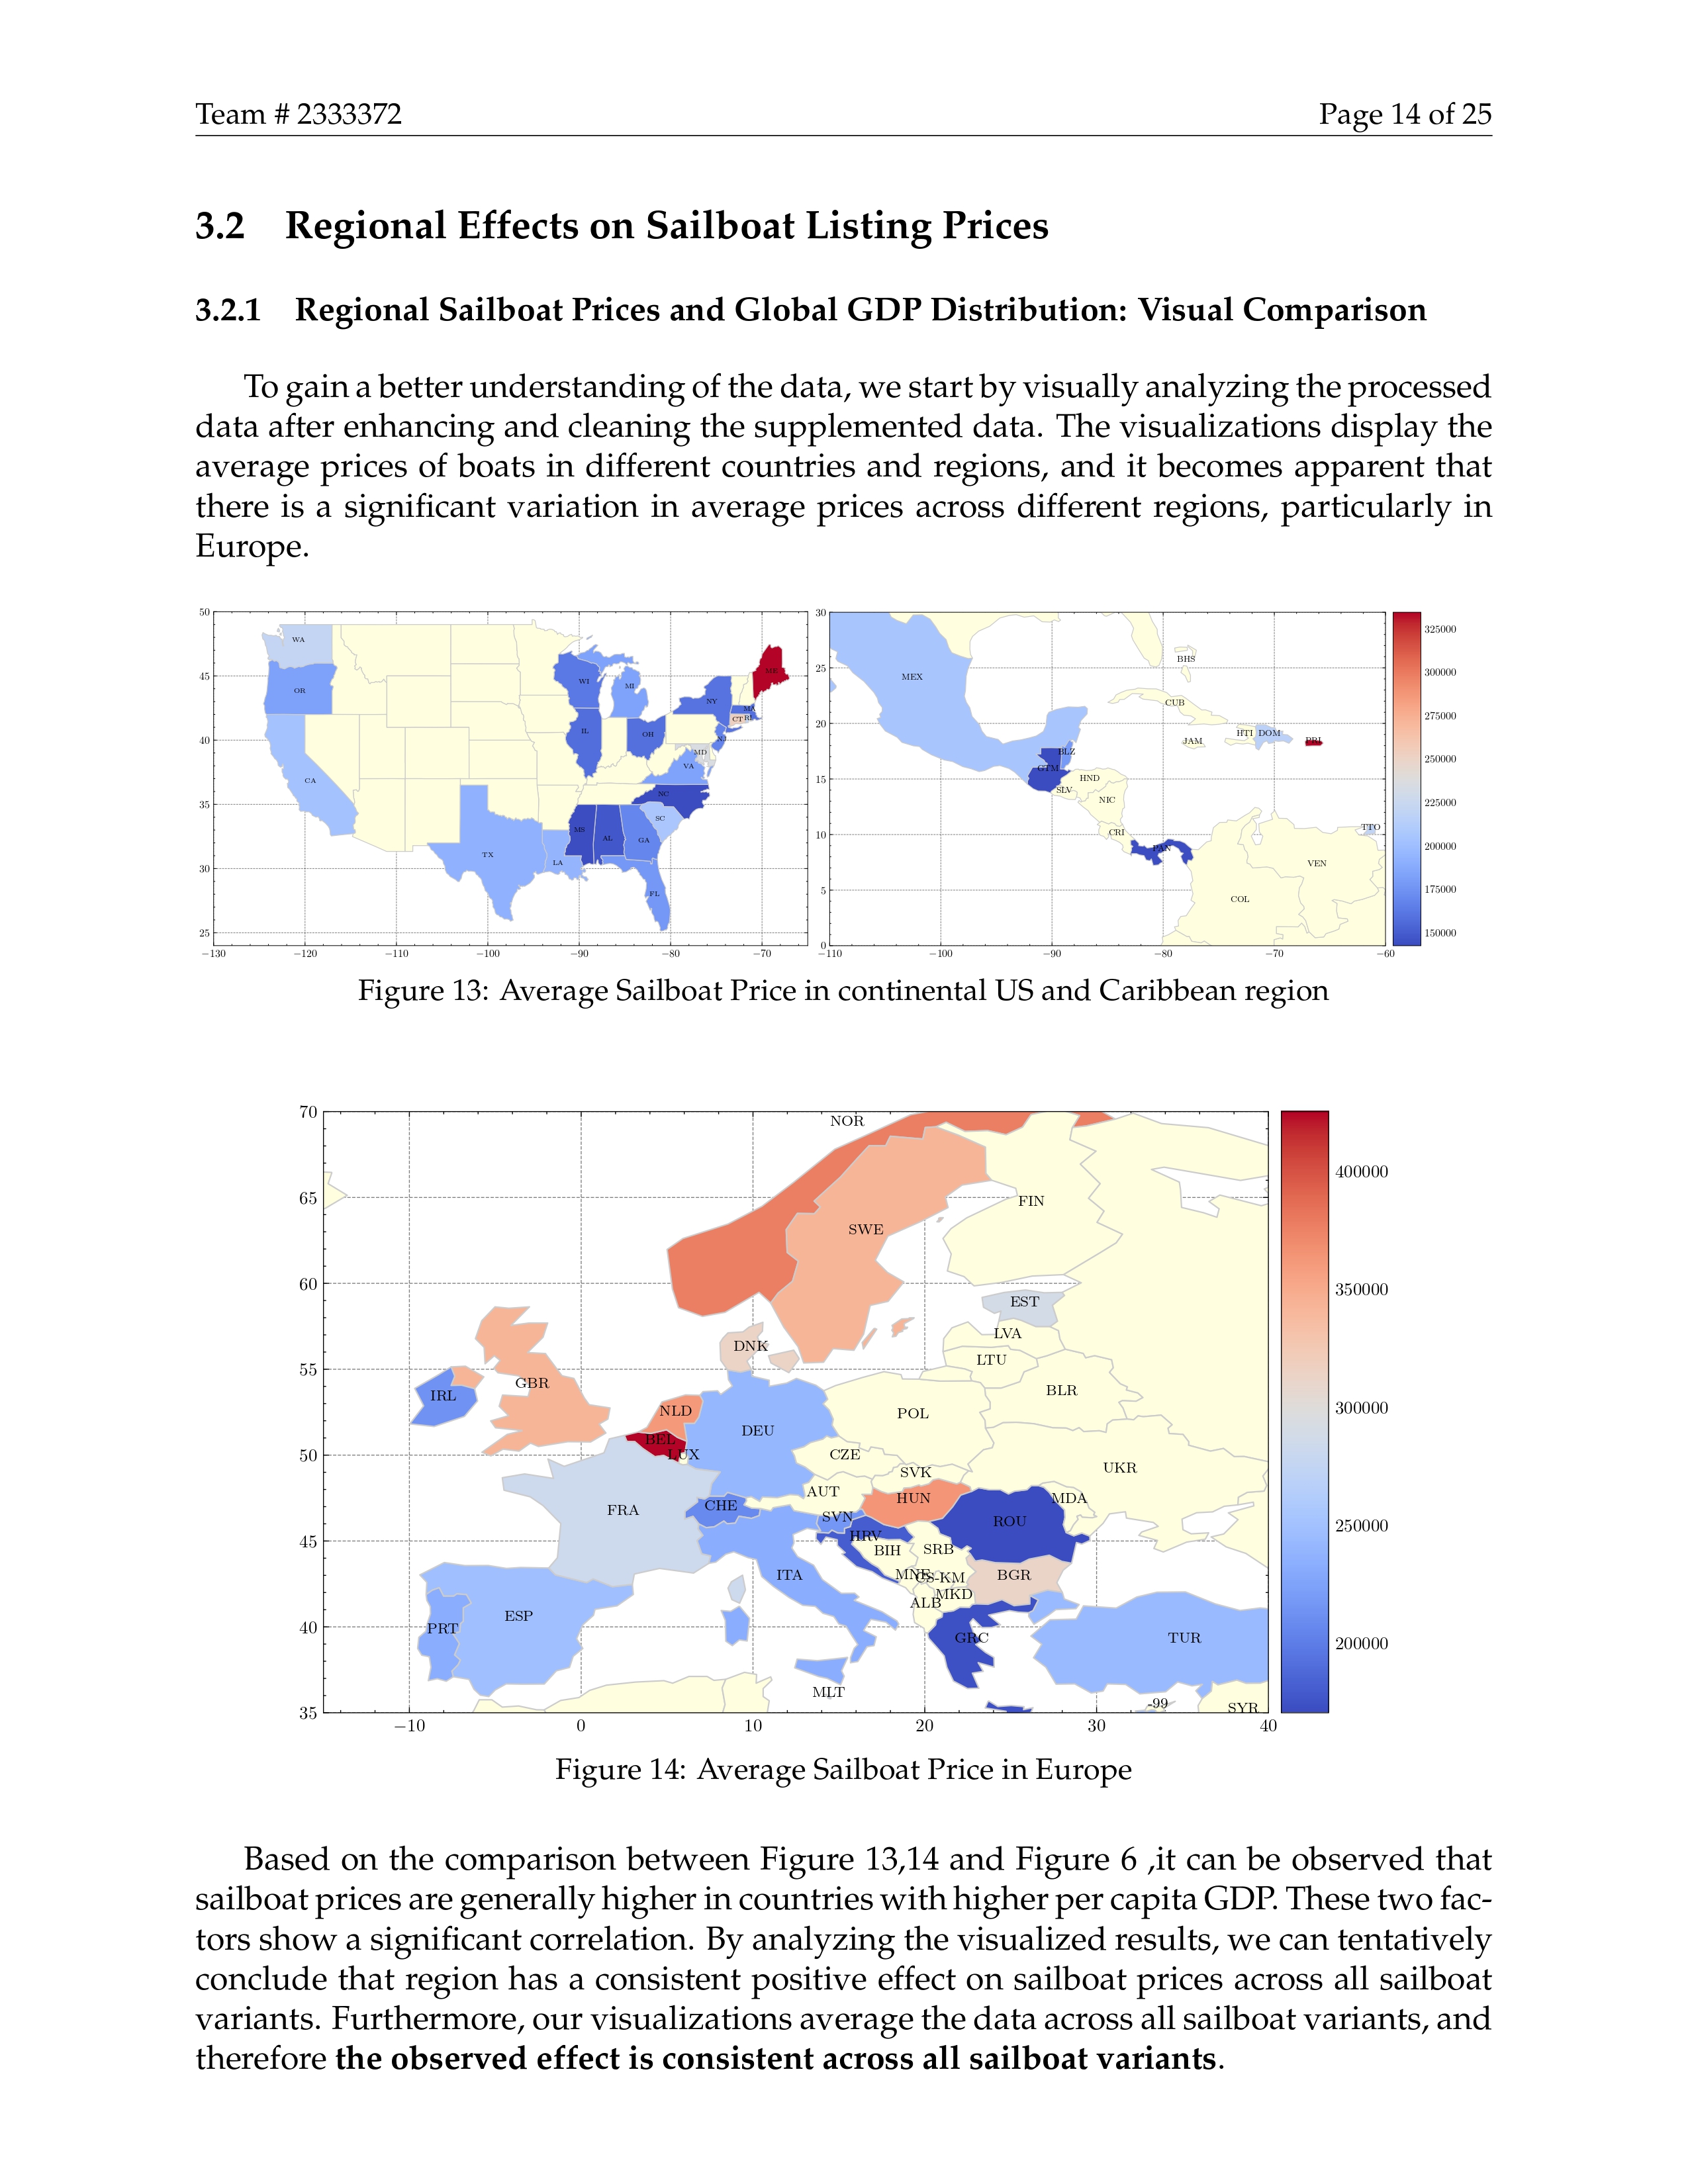 Team # 2333372 Page 14 of 25
3.2 Regional Effects on Sailboat Listing Prices
3.2.1 Regional Sailboat Prices and Global GDP Distribution: Visual Comparison
To gain a better understanding of the data, we start by visually analyzing the processed
data after enhancing and cleaning the supplemented data. The visualizations display the
average prices of boats in different countries and regions, and it becomes apparent that
there is a significant variation in average prices across different regions, particularly in
Europe.
50
45
40
35
30
25
−130 −120 −110 −100 −90 −80 −70
WA
OR
CA
TX
LA
WI
IL
MI
OH
NY
MA
CT RI
NJ
MD
VA
NC
SC
MS AL GA
FL
30
25
20
15
10
5
0
−110 −100 −90 −80 −70 −60
MEX
BHS
CUB
JAM
HTI DOM
PRI
BLZ
GTM
HND
SLV
NIC
CRI
PAN
TTO
VEN
COL
325000
300000
275000
250000
225000
200000
175000
150000
Figure 13: Average Sailboat Price in continental US and Caribbean region
70
65
60
55
50
45
40
35
−10 0 10 20 30 40
NOR
SWE
FIN
EST
LVA
LTU
DNK
IRL
GBR
NLD
BEL
LUX
DEU
POL
BLR
CZE
SVK
UKR
AUT
HUN
MDA
FRA
CHE
SVN
HRV
ROU
BIH
SRB
ITA
MNE
CS-KM
BGR
MKD
ALB
PRT
ESP
GRC
TUR
MLT
-99
SYR
400000
350000
300000
250000
200000
Figure 14: Average Sailboat Price in Europe
Based on the comparison between Figure 13,14 and Figure 6 ,it can be observed that
sailboat prices are generally higher in countries with higher per capita GDP. These two fac-
tors show a significant correlation. By analyzing the visualized results, we can tentatively
conclude that region has a consistent positive effect on sailboat prices across all sailboat
variants. Furthermore, our visualizations average the data across all sailboat variants, and
therefore the observed effect is consistent across all sailboat variants.